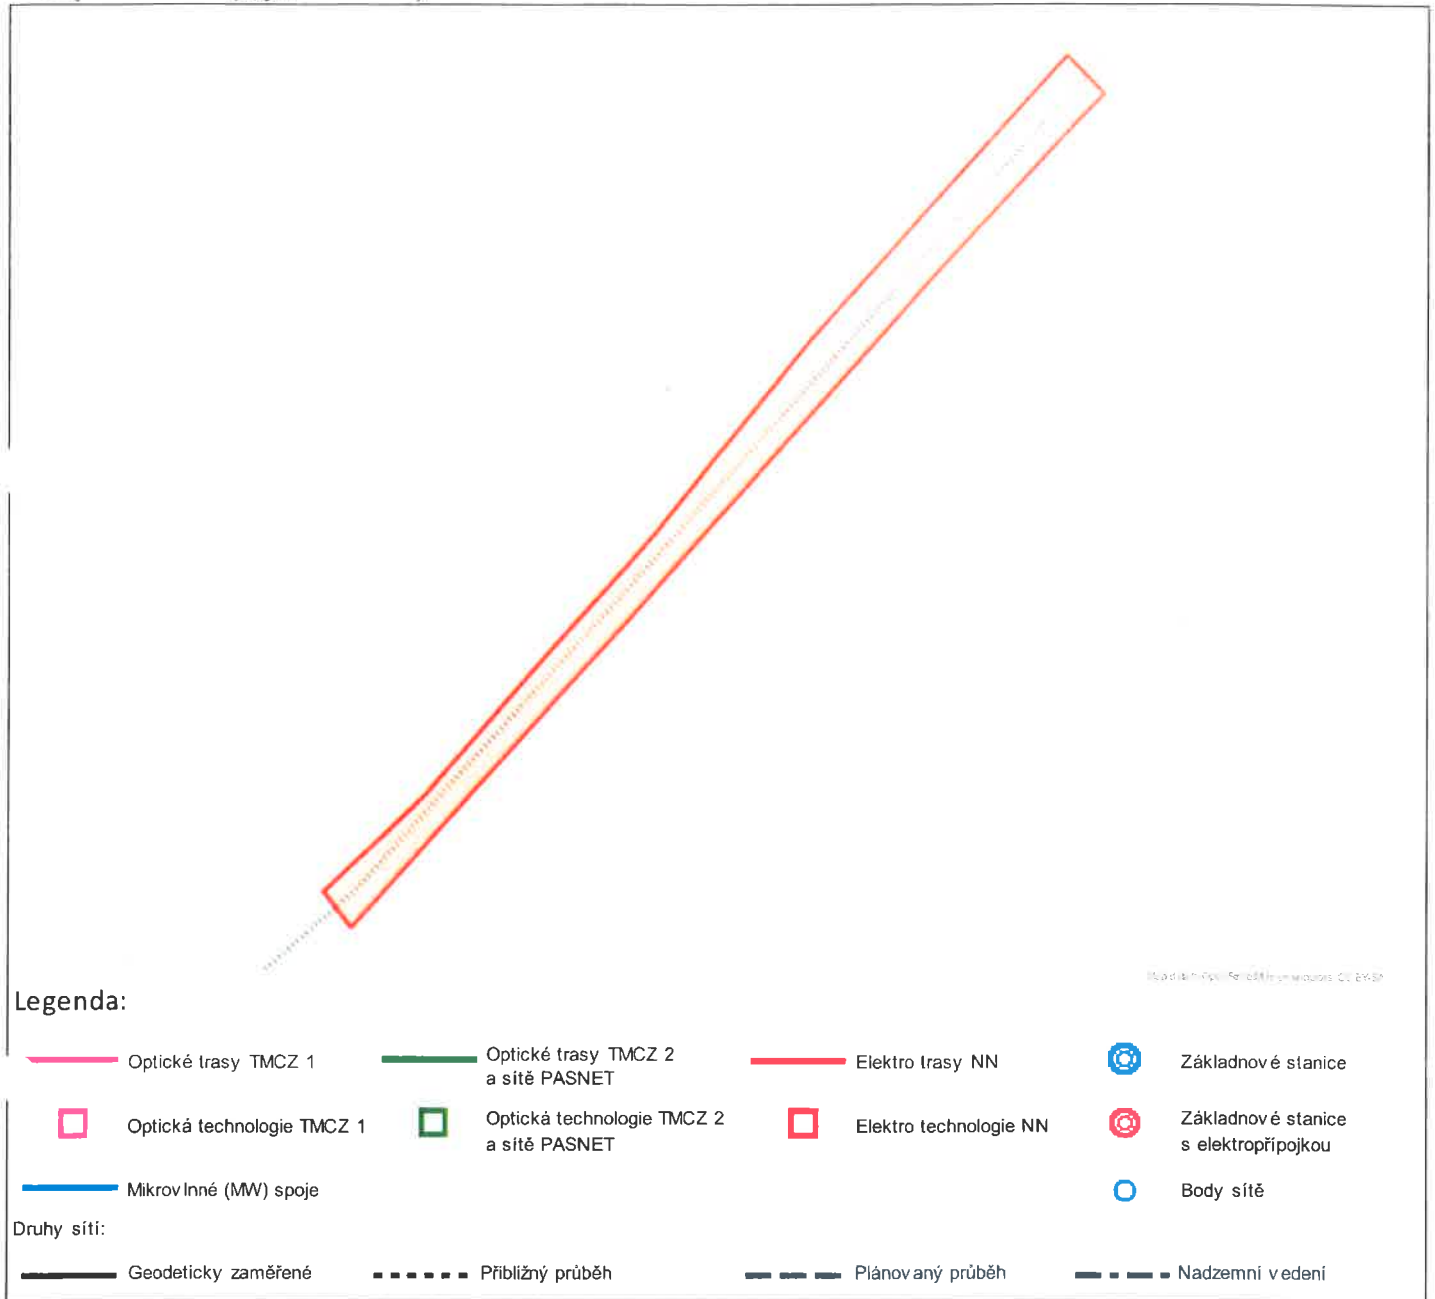 Legenda:
Optické trasy TMCZ 1
Optické trasy TMCZ 2
a sítě PASNET
Elektro trasy NN
Základnové stanice
Optická technologie TMCZ 1
Optická technologie TMCZ 2
a sítě PASNET
Elektro technologie NN
Základnové stanice
s elektropřípojkou
Mikrovlnné (MW) spoje
Body sítě
Druhy sítí:
Geodeticky zaměřené
Přibližný průběh
Plánovaný průběh
Nadzemní vedení